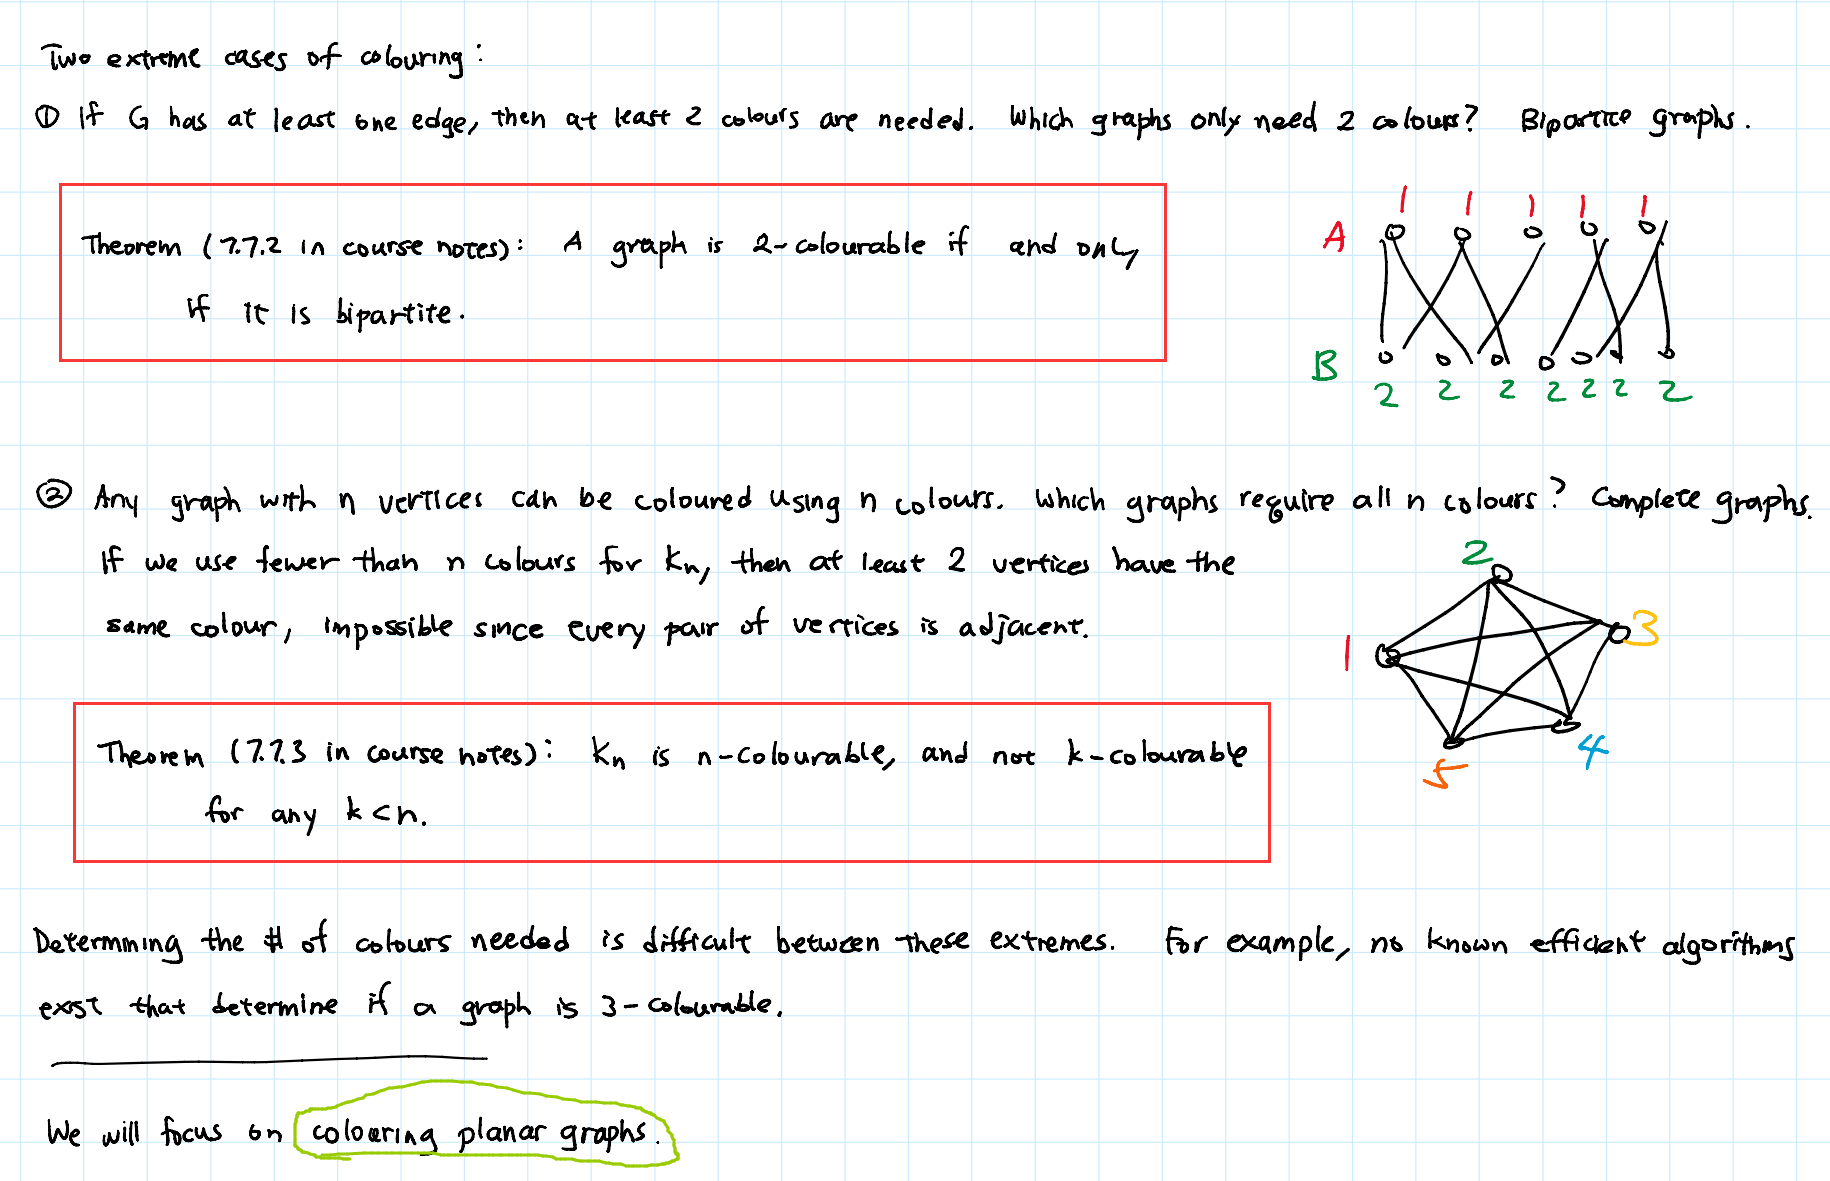 Two extreme cases of colouring:
① If G has at least one edge, then at least 2 colours are needed. Which graphs only need 2 colours? Bipartite graphs.
Theorem (7.7.2 in course notes): A graph is 2-colourable if and only
if it is bipartite.
1 1 1 1 1
A
B
2 2 2 2 2 2 2
② Any graph with n vertices can be coloured using n colours. Which graphs require all n colours? Complete graphs.
If we use fewer than n colours for Kn, then at least 2 vertices have the
same colour, impossible since every pair of vertices is adjacent.
2
3
1
4
5
Theorem (7.7.3 in course notes): Kn is n-colourable, and not k-colourable
for any k<n.
Determining the # of colours needed is difficult between these extremes. For example, no known efficient algorithms
exist that determine if a graph is 3-colourable.
We will focus on colouring planar graphs.